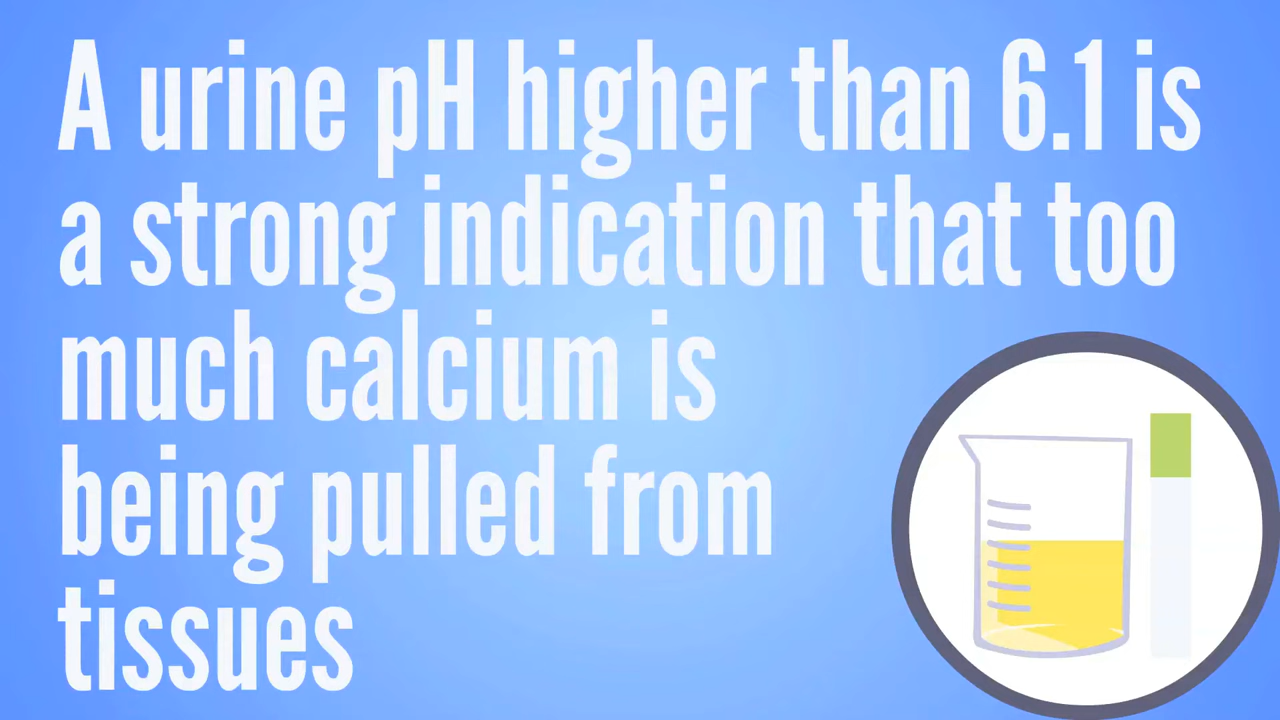 A urine pH higher than 6.1 is
a strong indication that too
much calcium is
being pulled from
tissues